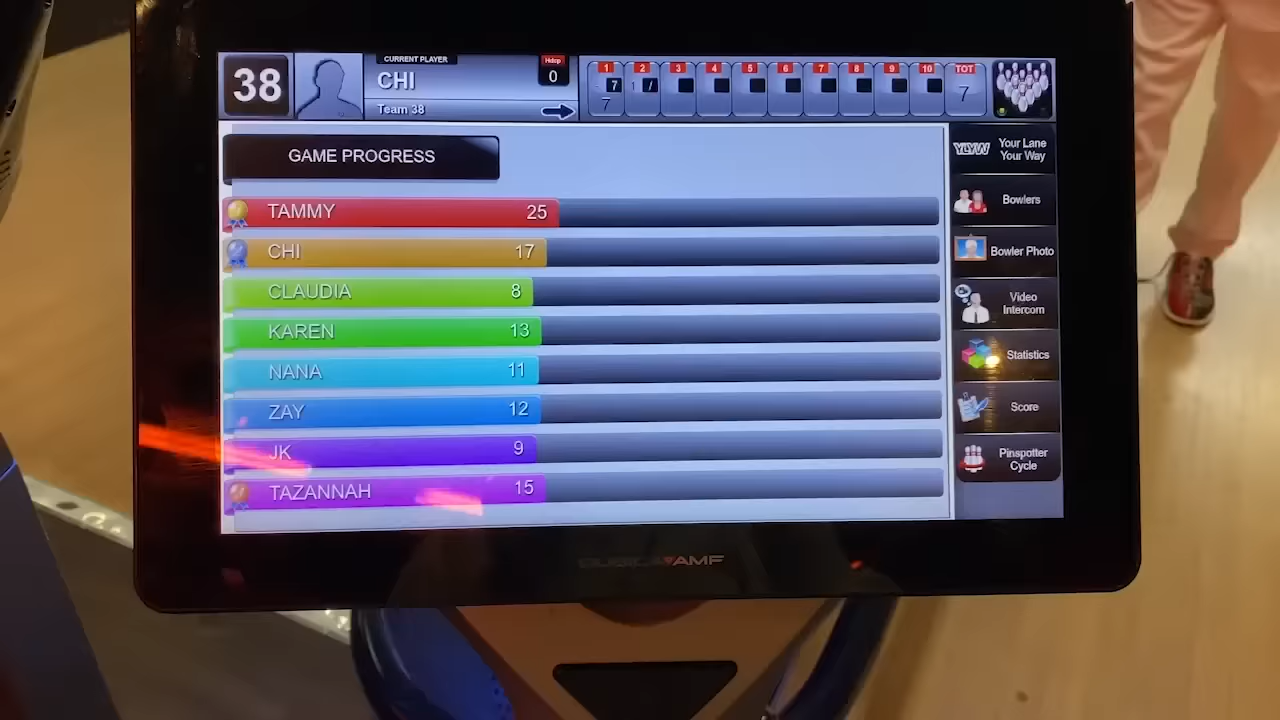 38
CURRENT PLAYER
CHI
Team 38
Hdcp
0
1 2 3 4 5 6 7 8 9 10 TOT
- 7 1 /
7 7
GAME PROGRESS
TAMMY 25
CHI 17
CLAUDIA 8
KAREN 13
NANA 11
ZAY 12
JK 9
TAZANNAH 15
YLYW Your Lane
Your Way
Bowlers
Bowler Photo
Video
Intercom
Statistics
Score
Pinspotter
Cycle
QUBICAAMF